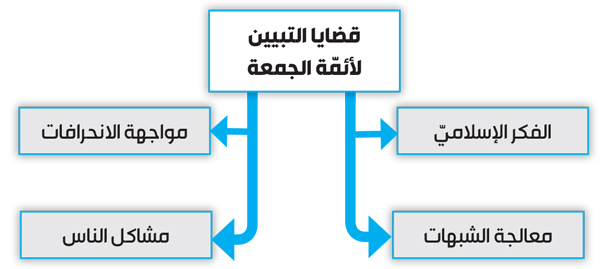 قضايا التبيين
لأئمّة الجمعة
الفكر الإسلاميّ
مواجهة الانحرافات
معالجة الشبهات
مشاكل الناس